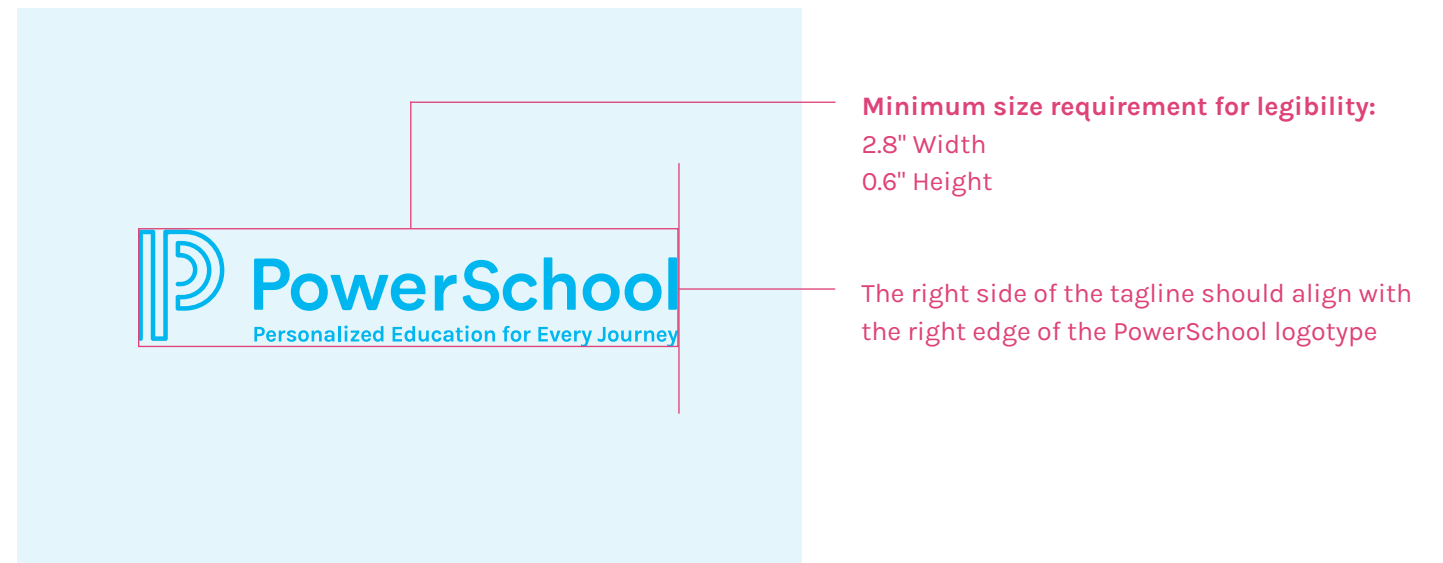 PowerSchool
Personalized Education for Every Journey
Minimum size requirement for legibility:
2.8" Width
0.6" Height
The right side of the tagline should align with
the right edge of the PowerSchool logotype